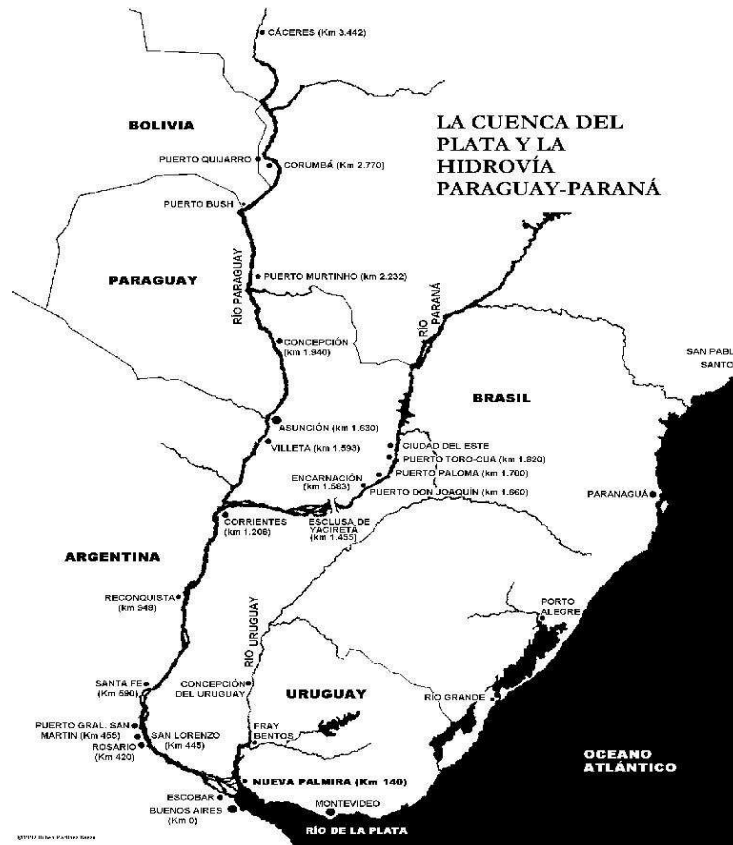 CÁCERES (Km 3.442)
BOLIVIA
LA CUENCA DEL
PLATA Y LA
HIDROVÍA
PARAGUAY-PARANÁ
PUERTO QUIJARRO
CORUMBÁ (Km 2.770)
PUERTO BUSH
PARAGUAY
RÍO PARAGUAY
PUERTO MURTINHO (km 2.232)
RÍO
PARANÁ
CONCEPCIÓN
(km 1.940)
SAN PABL
SANTO
BRASIL
ASUNCIÓN (km 1.630)
VILLETA (km 1.593)
CIUDAD DEL ESTE
PUERTO TORO-CUA (km 1.820)
PUERTO PALOMA (km 1.700)
ENCARNACIÓN
(km 1.583)
PUERTO DON JOAQUÍN (km 1.660)
PARANAGUÁ
CORRIENTES
(km 1.208)
ESCLUSA DE
YACIRETÁ
(km 1.455)
ARGENTINA
RECONQUISTA
(km 949)
PORTO
ALEGRE
RÍO
URUGUAY
SANTA FE
(Km 590)
CONCEPCIÓN
DEL URUGUAY
URUGUAY
RÍO GRANDE
PUERTO GRAL. SAN
MARTIN (Km 455)
ROSARIO
(KM 420)
SAN LORENZO
(Km 445)
FRAY
BENTOS
OCEANO
ATLÁNTICO
NUEVA PALMIRA (Km 140)
ESCOBAR
BUENOS AIRES
(Km 0)
MONTEVIDEO
RÍO DE LA PLATA